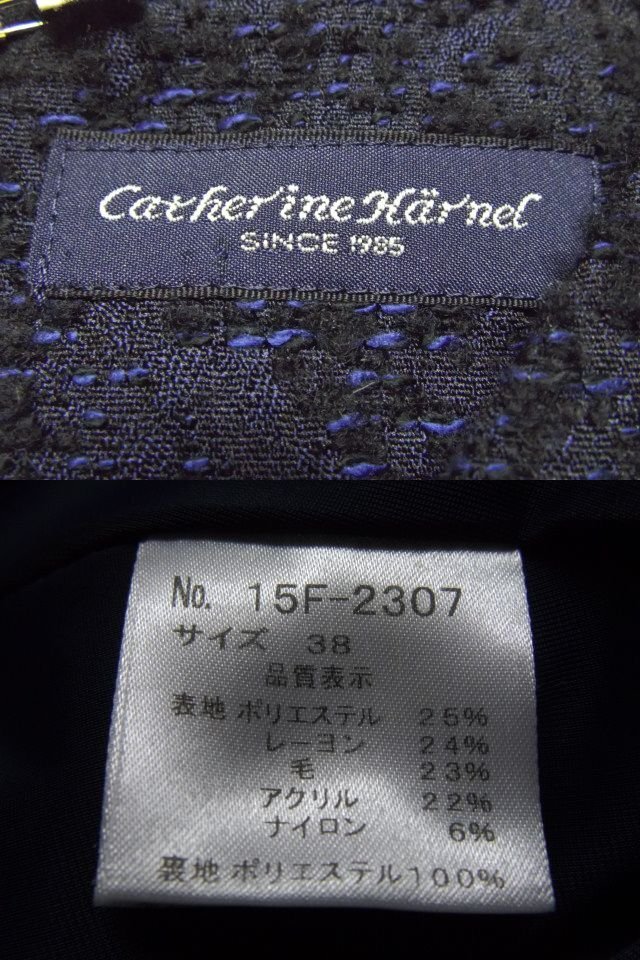 Catherine Härnel
SINCE 1985
No. 15F-2307
サイズ 38
品質表示
表地 ポリエステル 25%
レーヨン 24%
毛 23%
アクリル 22%
ナイロン 6%
裏地 ポリエステル100%